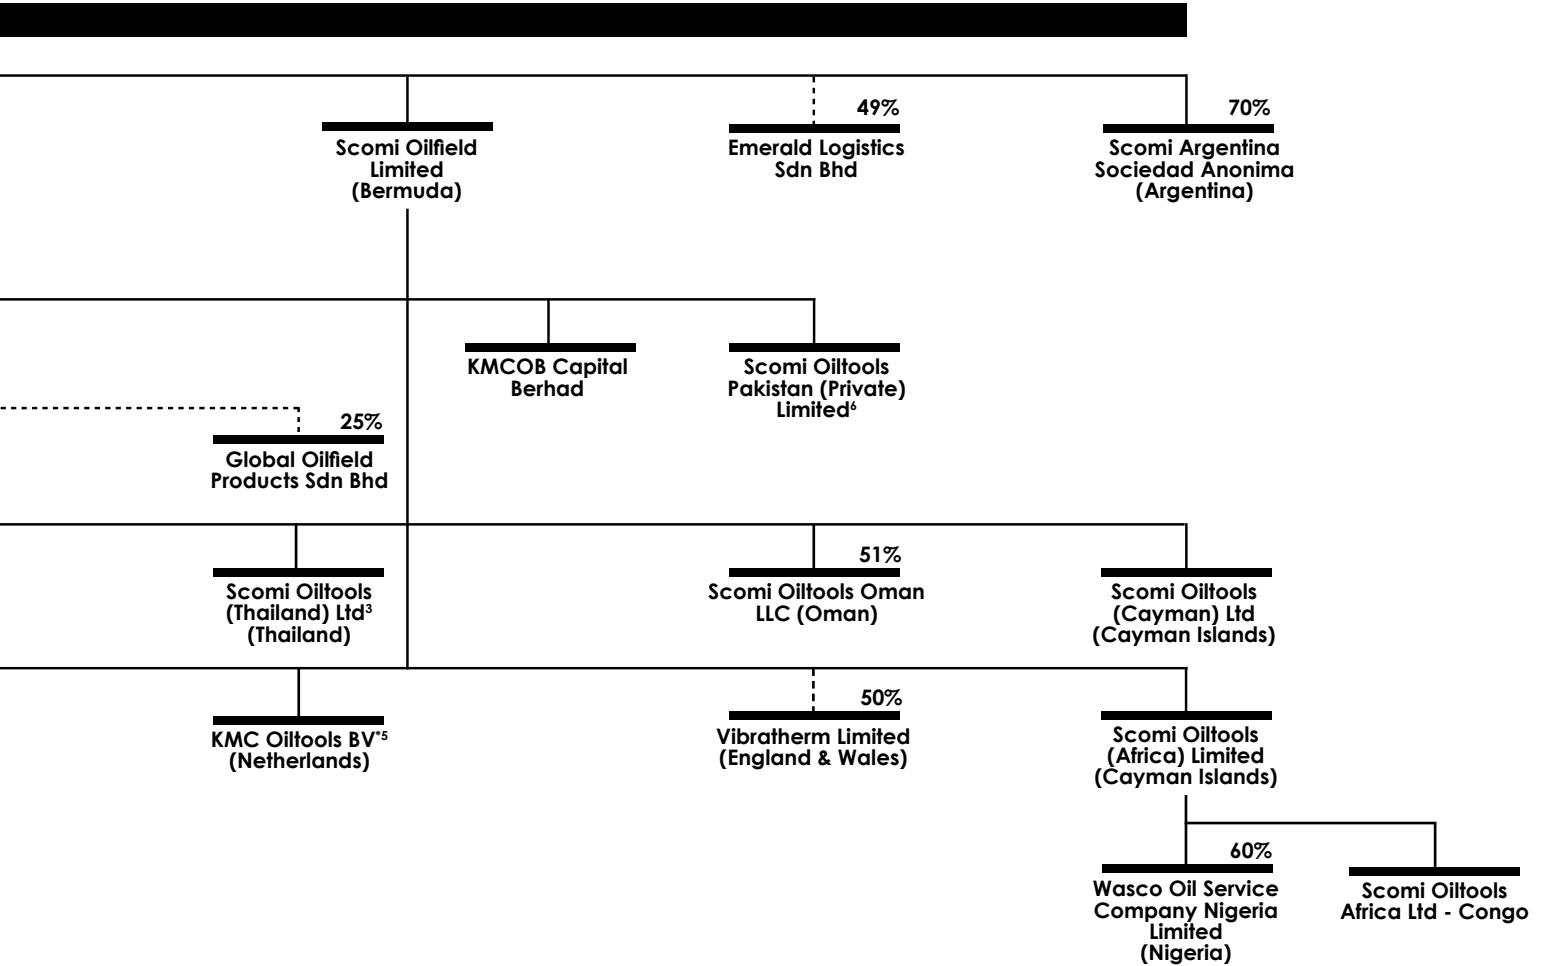 49%
70%
Scomi Oilfield
Limited
(Bermuda)
Emerald Logistics
Sdn Bhd
Scomi Argentina
Sociedad Anonima
(Argentina)
KMCOB Capital
Berhad
Scomi Oiltools
Pakistan (Private)
Limited⁶
25%
Global Oilfield
Products Sdn Bhd
51%
Scomi Oiltools
(Thailand) Ltd³
(Thailand)
Scomi Oiltools Oman
LLC (Oman)
Scomi Oiltools
(Cayman) Ltd
(Cayman Islands)
50%
KMC Oiltools BV*⁵
(Netherlands)
Vibratherm Limited
(England & Wales)
Scomi Oiltools
(Africa) Limited
(Cayman Islands)
60%
Wasco Oil Service
Company Nigeria
Limited
(Nigeria)
Scomi Oiltools
Africa Ltd - Congo